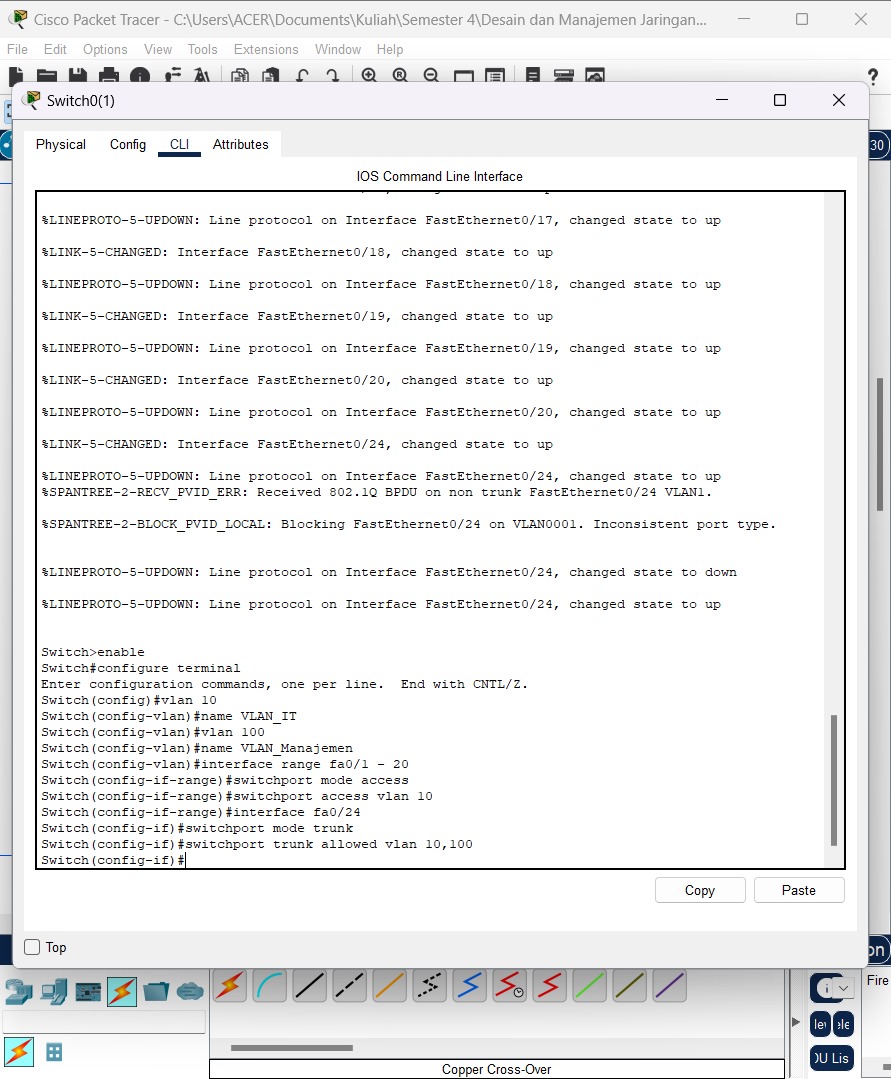 Cisco Packet Tracer - C:\Users\ACER\Documents\Kuliah\Semester 4\Desain dan Manajemen Jaringan...
File Edit Options View Tools Extensions Window Help
Switch0(1)
30
Physical Config CLI Attributes
IOS Command Line Interface
%LINEPROTO-5-UPDOWN: Line protocol on Interface FastEthernet0/17, changed state to up
%LINK-5-CHANGED: Interface FastEthernet0/18, changed state to up
%LINEPROTO-5-UPDOWN: Line protocol on Interface FastEthernet0/18, changed state to up
%LINK-5-CHANGED: Interface FastEthernet0/19, changed state to up
%LINEPROTO-5-UPDOWN: Line protocol on Interface FastEthernet0/19, changed state to up
%LINK-5-CHANGED: Interface FastEthernet0/20, changed state to up
%LINEPROTO-5-UPDOWN: Line protocol on Interface FastEthernet0/20, changed state to up
%LINK-5-CHANGED: Interface FastEthernet0/24, changed state to up
%LINEPROTO-5-UPDOWN: Line protocol on Interface FastEthernet0/24, changed state to up
%SPANTREE-2-RECV_PVID_ERR: Received 802.1Q BPDU on non trunk FastEthernet0/24 VLAN1.
%SPANTREE-2-BLOCK_PVID_LOCAL: Blocking FastEthernet0/24 on VLAN0001. Inconsistent port type.
%LINEPROTO-5-UPDOWN: Line protocol on Interface FastEthernet0/24, changed state to down
%LINEPROTO-5-UPDOWN: Line protocol on Interface FastEthernet0/24, changed state to up
Switch>enable
Switch#configure terminal
Enter configuration commands, one per line.  End with CNTL/Z.
Switch(config)#vlan 10
Switch(config-vlan)#name VLAN_IT
Switch(config-vlan)#vlan 100
Switch(config-vlan)#name VLAN_Manajemen
Switch(config-vlan)#interface range fa0/1 - 20
Switch(config-if-range)#switchport mode access
Switch(config-if-range)#switchport access vlan 10
Switch(config-if-range)#interface fa0/24
Switch(config-if)#switchport mode trunk
Switch(config-if)#switchport trunk allowed vlan 10,100
Switch(config-if)#
Copy Paste
Top
on
Fire
DU Lis
Copper Cross-Over